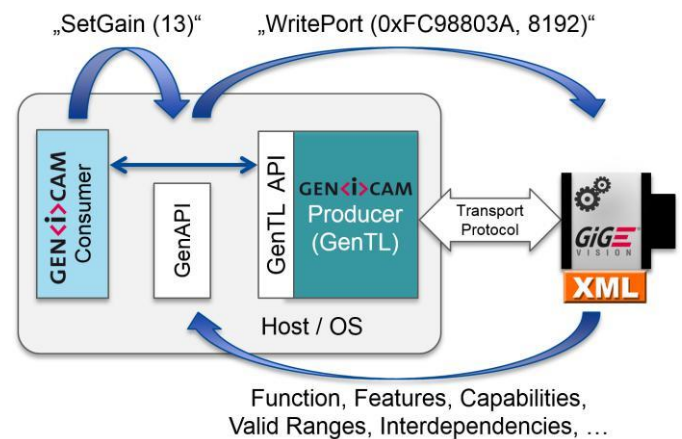 „SetGain (13)“
„WritePort (0xFC98803A, 8192)“
GEN<i>CAM
Consumer
GenAPI
GenTL API
GEN<i>CAM
Producer
(GenTL)
Transport
Protocol
GiGE
VISION
XML
Host / OS
Function, Features, Capabilities,
Valid Ranges, Interdependencies, ...